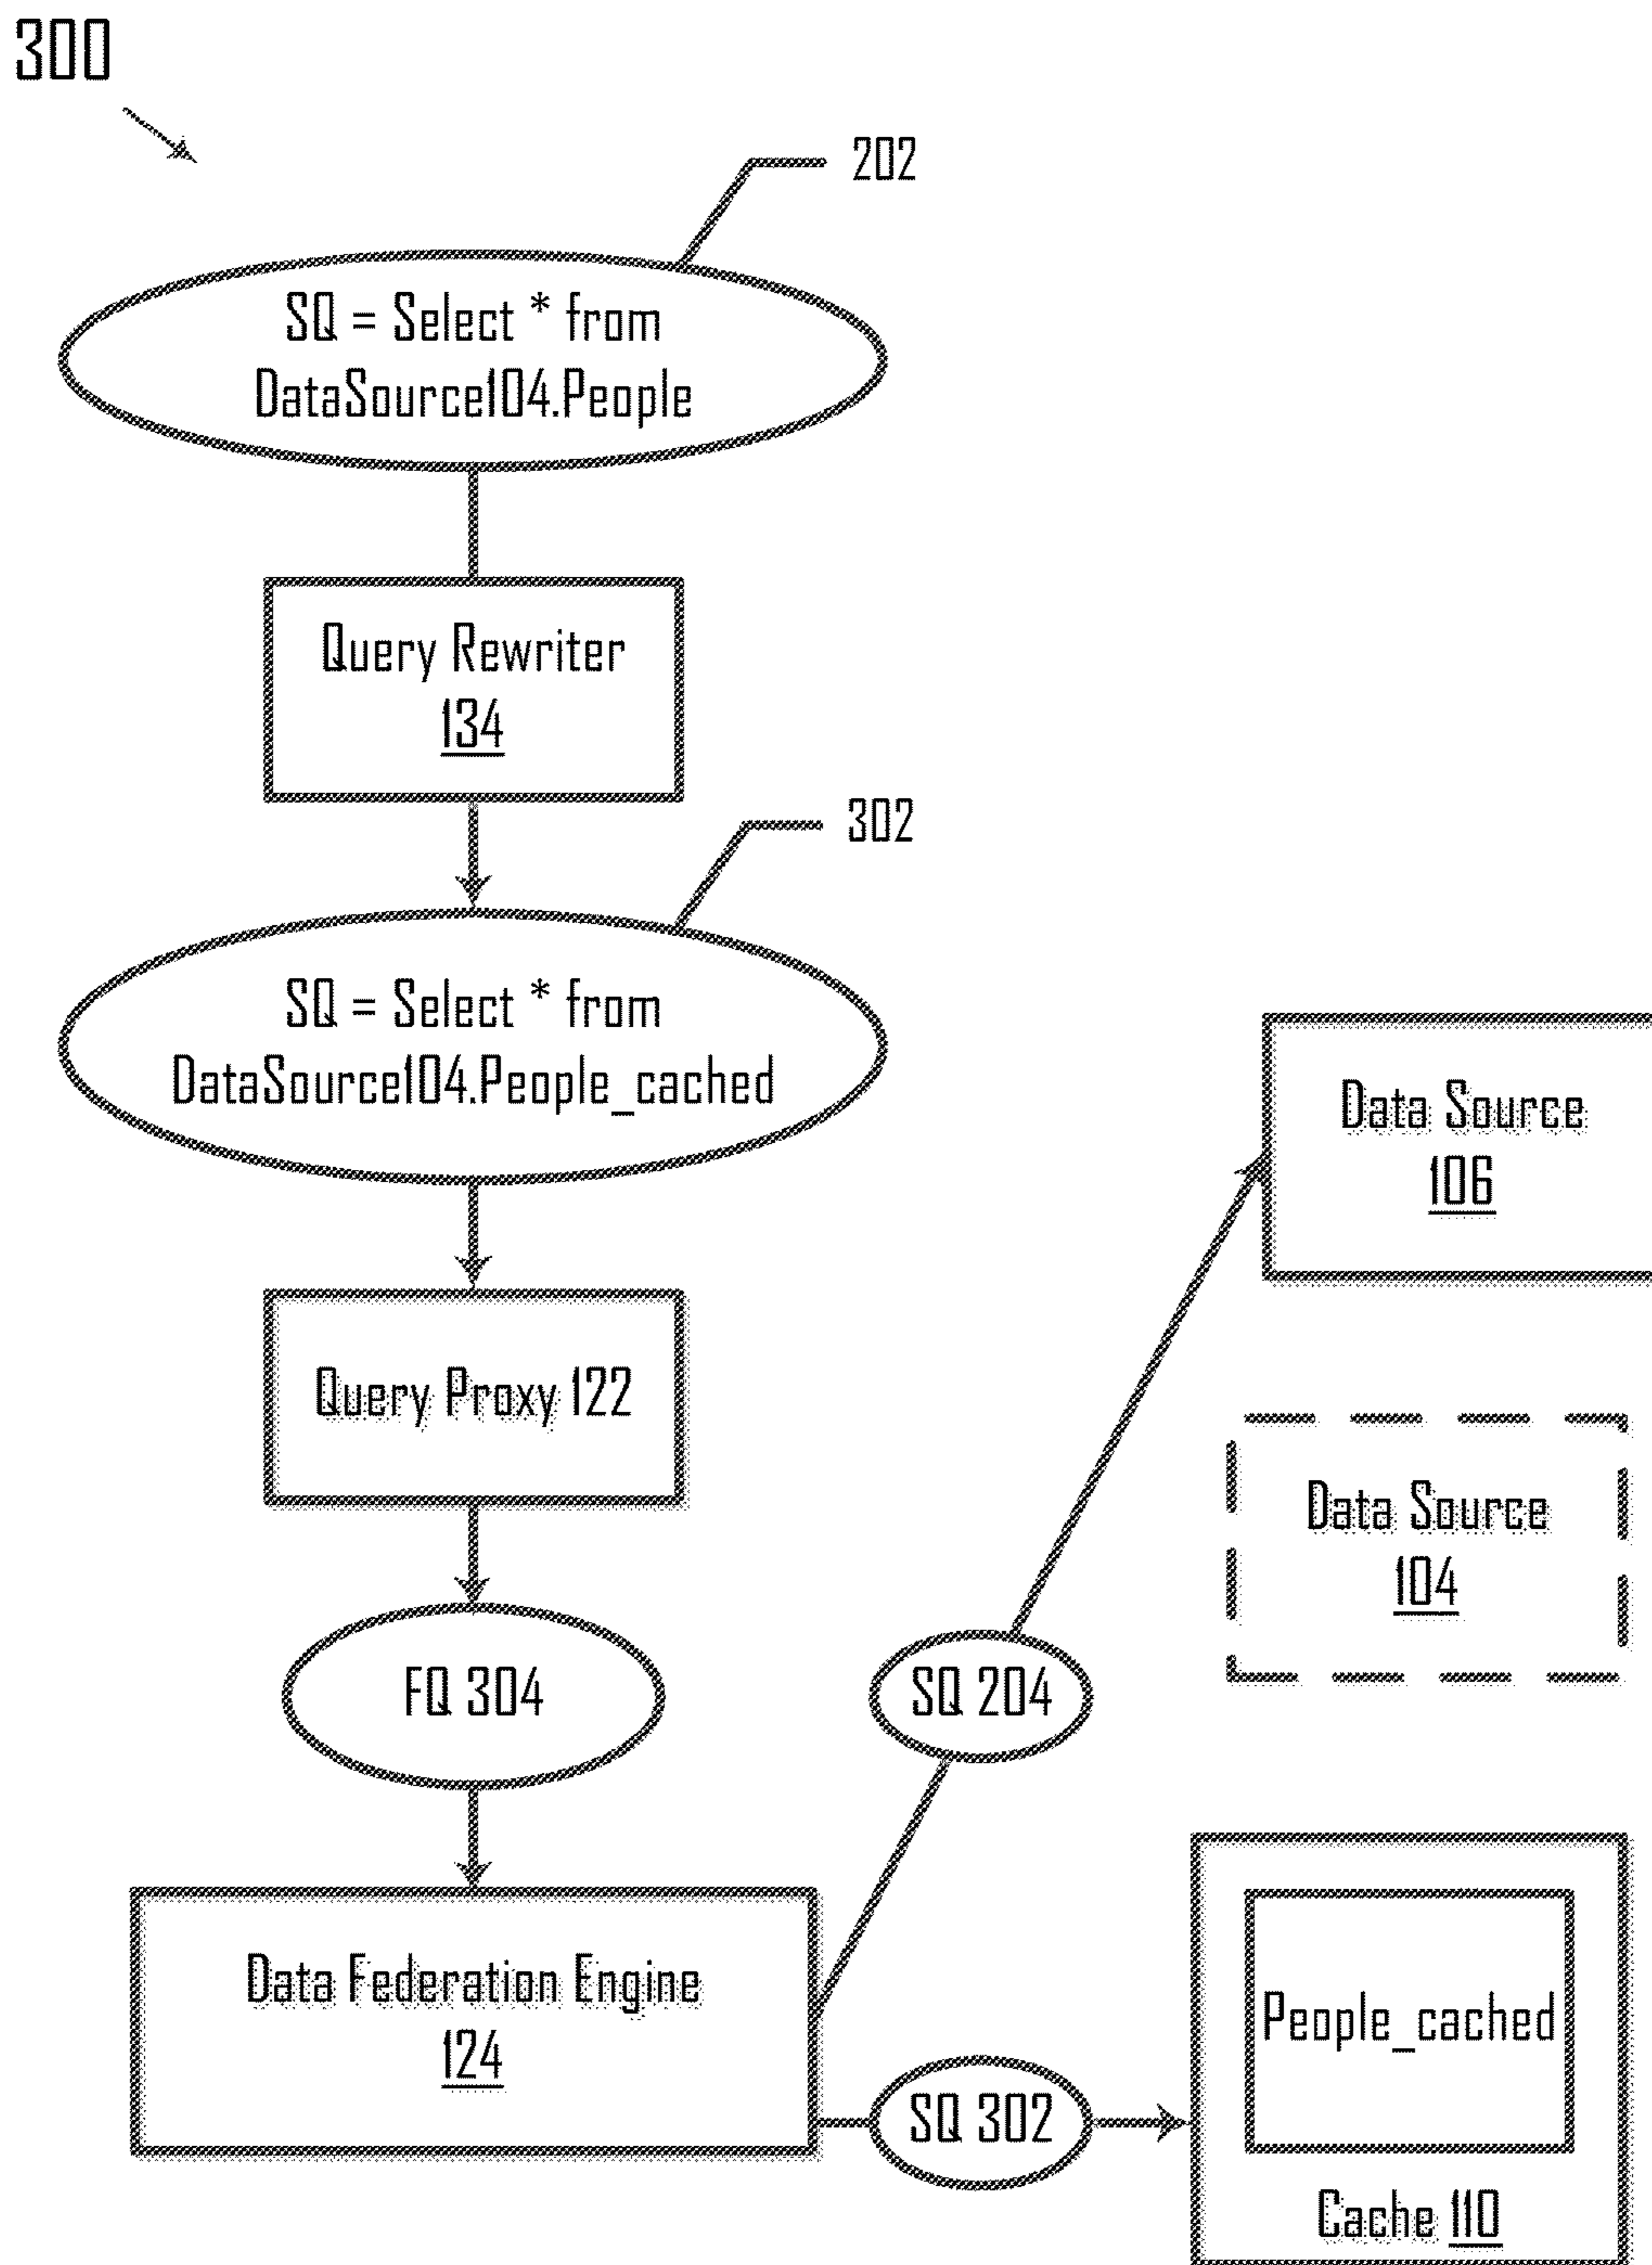 300
202
SQ = Select * from
DataSource104.People
Query Rewriter
134
302
SQ = Select * from
DataSource104.People_cached
Data Source
106
Query Proxy 122
Data Source
104
FQ 304
SQ 204
Data Federation Engine
124
People_cached
SQ 302
Cache 110